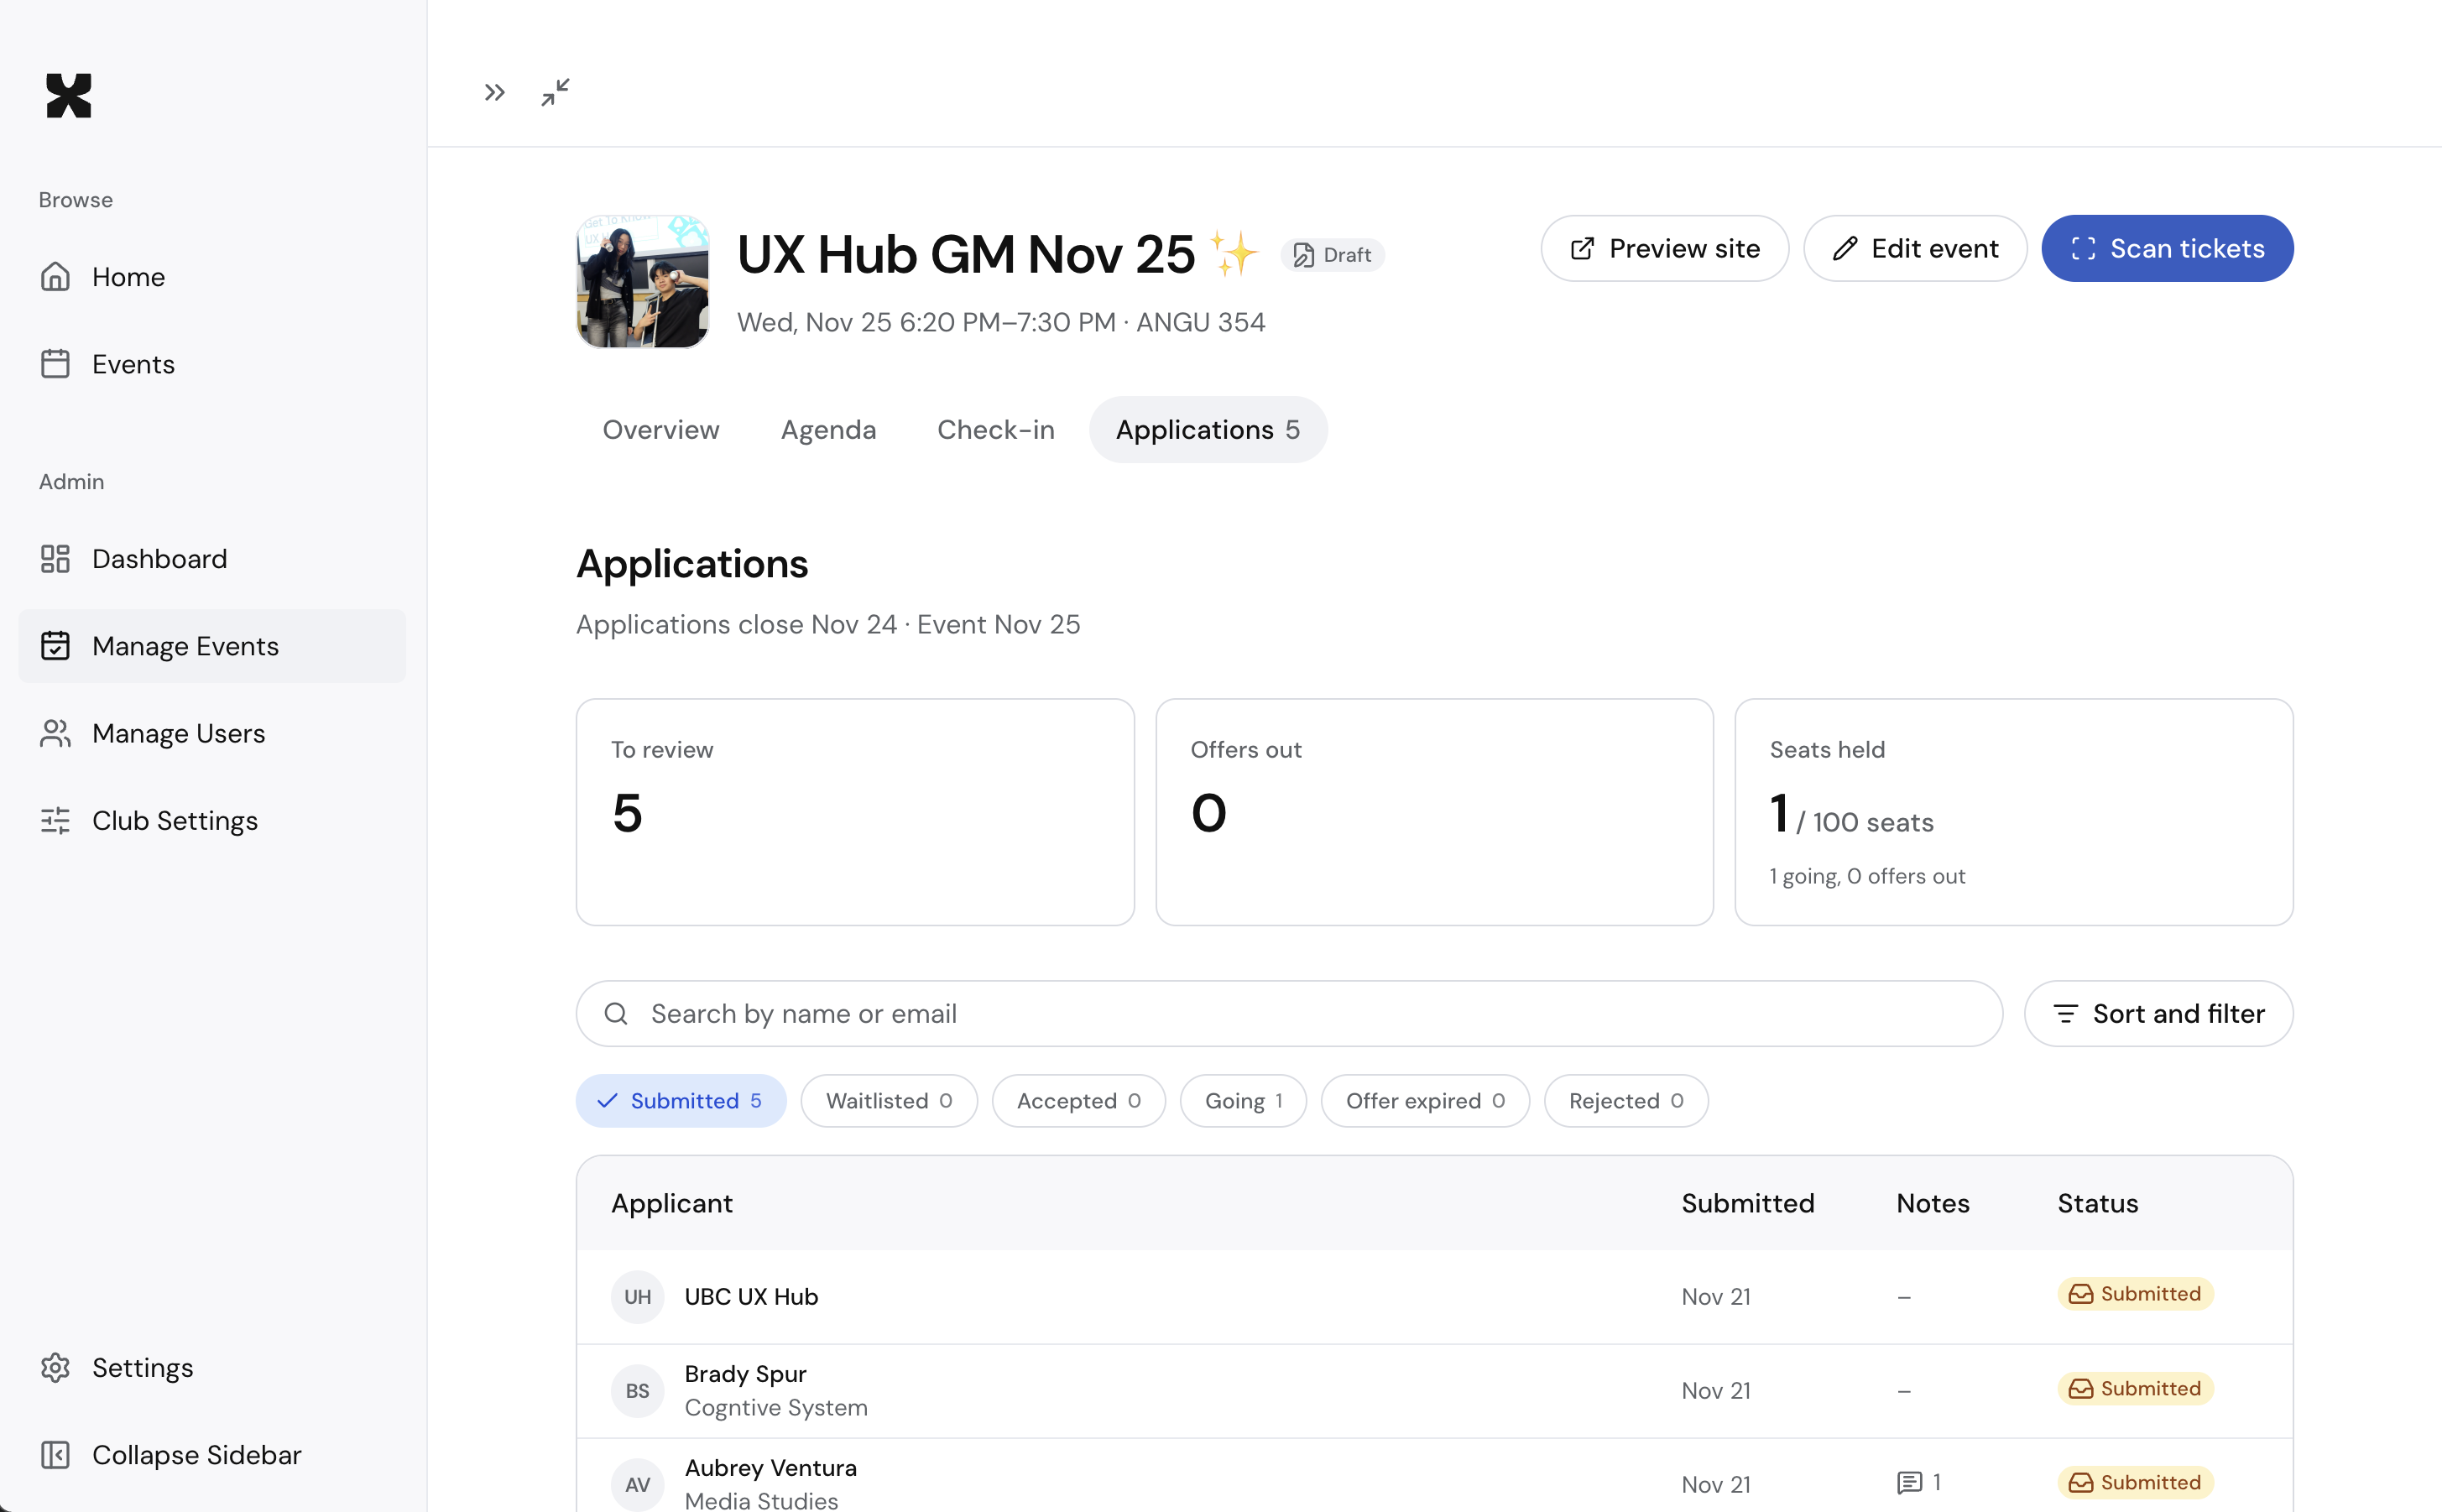 Browse
Home
Events
Admin
Dashboard
Manage Events
Manage Users
Club Settings
Settings
Collapse Sidebar
Get To Know
UX
UX Hub GM Nov 25 ✨
Draft
Wed, Nov 25 6:20 PM–7:30 PM · ANGU 354
Preview site
Edit event
Scan tickets
Overview
Agenda
Check-in
Applications 5
Applications
Applications close Nov 24 · Event Nov 25
To review
5
Offers out
0
Seats held
1 / 100 seats
1 going, 0 offers out
Search by name or email
Sort and filter
Submitted 5
Waitlisted 0
Accepted 0
Going 1
Offer expired 0
Rejected 0
Applicant Submitted Notes Status
UH UBC UX Hub Nov 21 – Submitted
BS Brady Spur Nov 21 – Submitted
Cogntive System
AV Aubrey Ventura Nov 21 1 Submitted
Media Studies